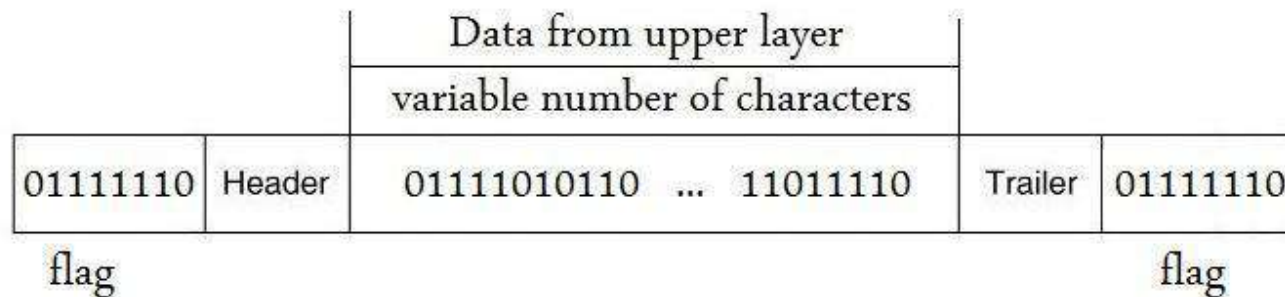 Data from upper layer
variable number of characters
01111110 Header 01111010110 ... 11011110 Trailer 01111110
flag flag